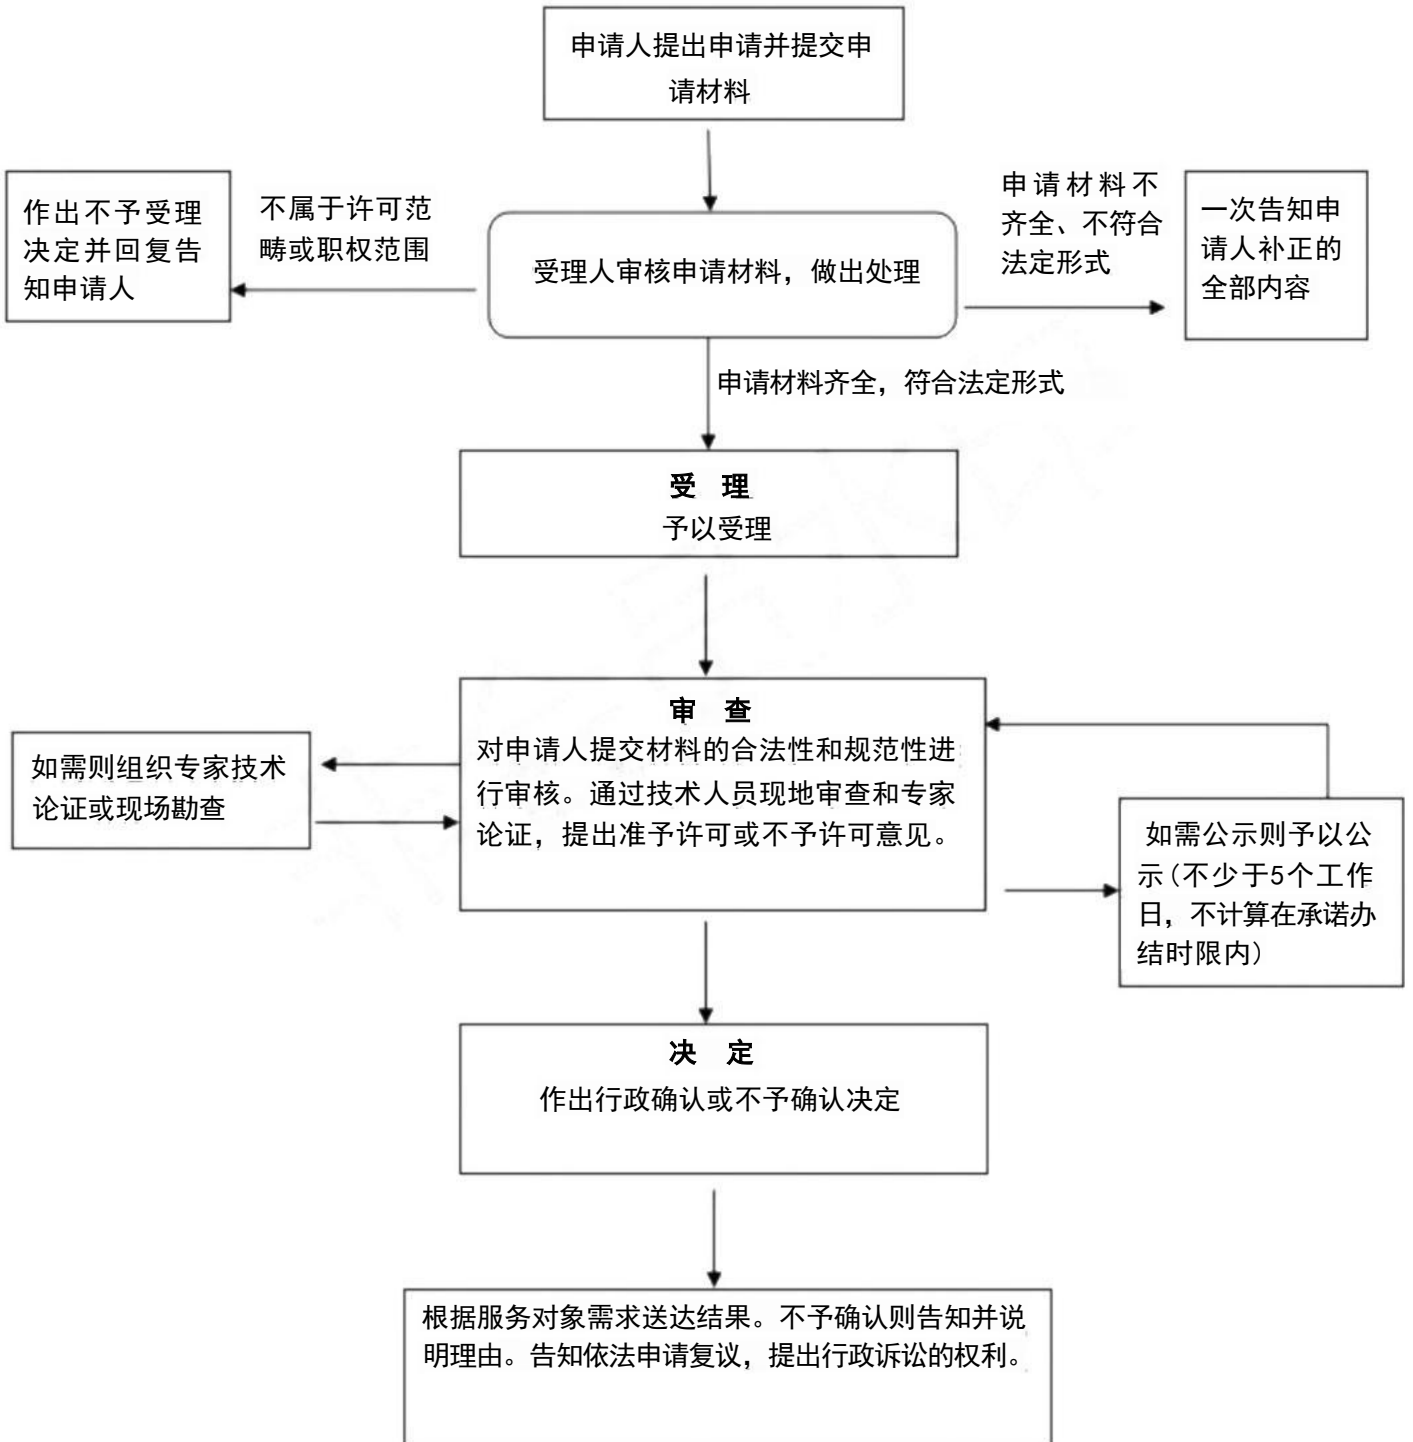 申请人提出申请并提交申
请材料
作出不予受理
决定并回复告
知申请人
不属于许可范
畴或职权范围
受理人审核申请材料，做出处理
申请材料不
齐全、不符合
法定形式
一次告知申
请人补正的
全部内容
申请材料齐全，符合法定形式
受 理
予以受理
审 查
对申请人提交材料的合法性和规范性进
行审核。通过技术人员现地审查和专家
论证，提出准予许可或不予许可意见。
如需则组织专家技术
论证或现场勘查
如需公示则予以公
示(不少于5个工作
日，不计算在承诺办
结时限内)
决 定
作出行政确认或不予确认决定
根据服务对象需求送达结果。不予确认则告知并说
明理由。告知依法申请复议，提出行政诉讼的权利。